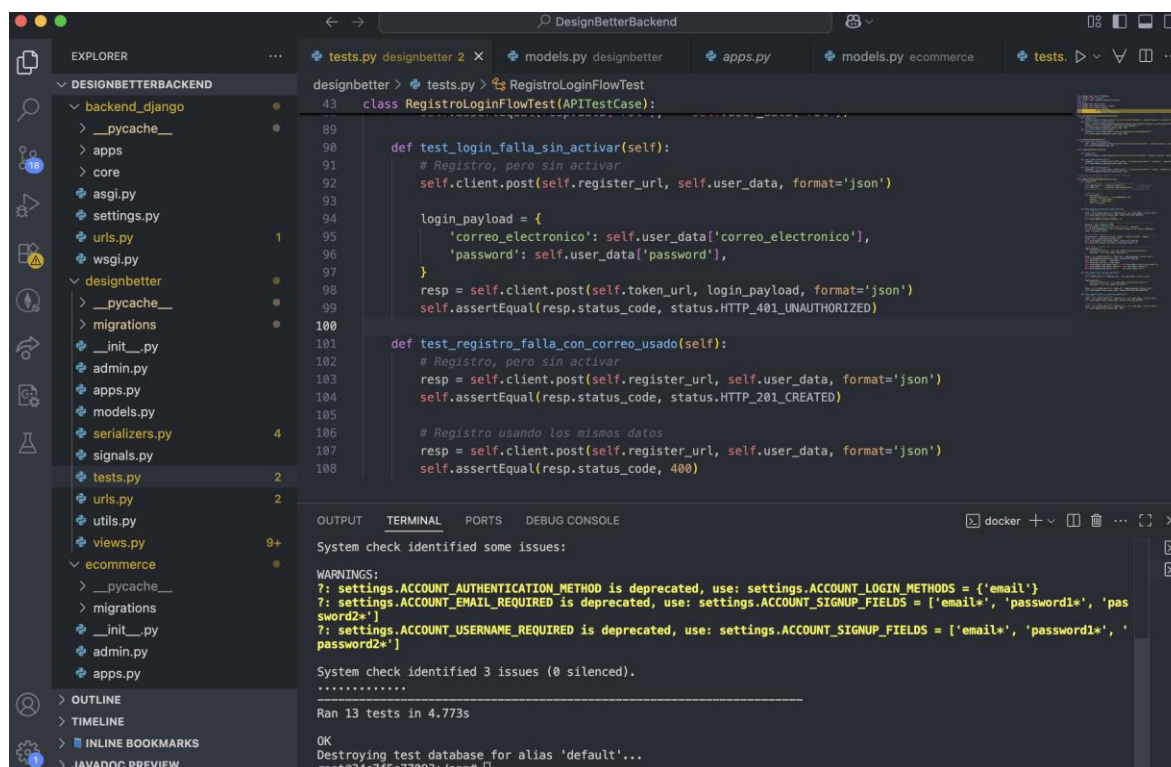 DesignBetterBackend
EXPLORER
tests.py designbetter 2
models.py designbetter
apps.py
models.py ecommerce
tests.
designbetter > tests.py > RegistroLoginFlowTest
DESIGNBETTERBACKEND
backend_django
__pycache__
apps
core
asgi.py
settings.py
urls.py 1
wsgi.py
designbetter
__pycache__
migrations
__init__.py
admin.py
apps.py
models.py
serializers.py 4
signals.py
tests.py 2
urls.py 2
utils.py
views.py 9+
ecommerce
__pycache__
migrations
__init__.py
admin.py
apps.py
OUTLINE
TIMELINE
INLINE BOOKMARKS
JAVADOC PREVIEW
18
1
43 class RegistroLoginFlowTest(APITestCase):
89
90 def test_login_falla_sin_activar(self):
91 # Registro, pero sin activar
92 self.client.post(self.register_url, self.user_data, format='json')
93
94 login_payload = {
95 'correo_electronico': self.user_data['correo_electronico'],
96 'password': self.user_data['password'],
97 }
98 resp = self.client.post(self.token_url, login_payload, format='json')
99 self.assertEqual(resp.status_code, status.HTTP_401_UNAUTHORIZED)
100
101 def test_registro_falla_con_correo_usado(self):
102 # Registro, pero sin activar
103 resp = self.client.post(self.register_url, self.user_data, format='json')
104 self.assertEqual(resp.status_code, status.HTTP_201_CREATED)
105
106 # Registro usando los mismos datos
107 resp = self.client.post(self.register_url, self.user_data, format='json')
108 self.assertEqual(resp.status_code, 400)
OUTPUT TERMINAL PORTS DEBUG CONSOLE
docker
System check identified some issues:
WARNINGS:
?: settings.ACCOUNT_AUTHENTICATION_METHOD is deprecated, use: settings.ACCOUNT_LOGIN_METHODS = {'email'}
?: settings.ACCOUNT_EMAIL_REQUIRED is deprecated, use: settings.ACCOUNT_SIGNUP_FIELDS = ['email*', 'password1*', 'pas
sword2*']
?: settings.ACCOUNT_USERNAME_REQUIRED is deprecated, use: settings.ACCOUNT_SIGNUP_FIELDS = ['email*', 'password1*', '
password2*']
System check identified 3 issues (0 silenced).
.............
----------------------------------------------------------------------
Ran 13 tests in 4.773s
OK
Destroying test database for alias 'default'...